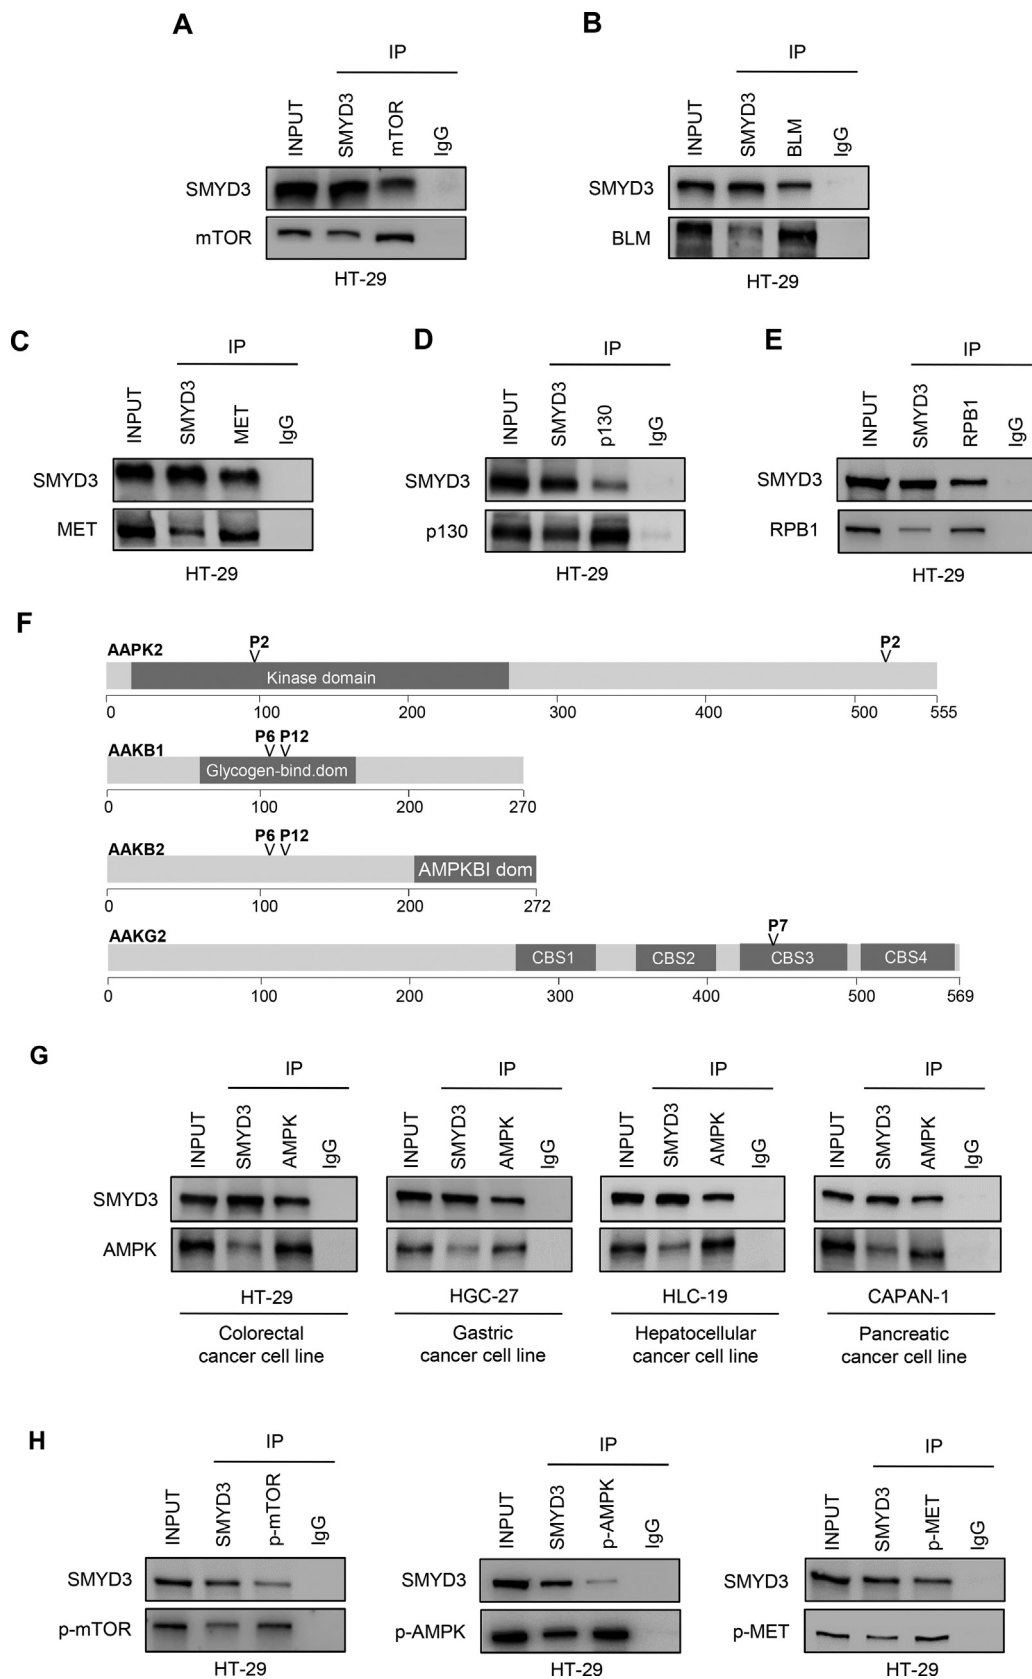 A
IP
INPUT
SMYD3
mTOR
IgG
SMYD3
mTOR
HT-29
B
IP
INPUT
SMYD3
BLM
IgG
SMYD3
BLM
HT-29
C
IP
INPUT
SMYD3
MET
IgG
SMYD3
MET
HT-29
D
IP
INPUT
SMYD3
p130
IgG
SMYD3
p130
HT-29
E
IP
INPUT
SMYD3
RPB1
IgG
SMYD3
RPB1
HT-29
F
AAPK2
P2
P2
Kinase domain
0 100 200 300 400 500 555
AAKB1
P6 P12
Glycogen-bind.dom
0 100 200 270
AAKB2
P6 P12
AMPKBI dom
0 100 200 272
AAKG2
P7
CBS1 CBS2 CBS3 CBS4
0 100 200 300 400 500 569
G
IP
INPUT
SMYD3
AMPK
IgG
SMYD3
AMPK
HT-29
Colorectal
cancer cell line
IP
INPUT
SMYD3
AMPK
IgG
HGC-27
Gastric
cancer cell line
IP
INPUT
SMYD3
AMPK
IgG
HLC-19
Hepatocellular
cancer cell line
IP
INPUT
SMYD3
AMPK
IgG
CAPAN-1
Pancreatic
cancer cell line
H
IP
INPUT
SMYD3
p-mTOR
IgG
SMYD3
p-mTOR
HT-29
IP
INPUT
SMYD3
p-AMPK
IgG
SMYD3
p-AMPK
HT-29
IP
INPUT
SMYD3
p-MET
IgG
SMYD3
p-MET
HT-29